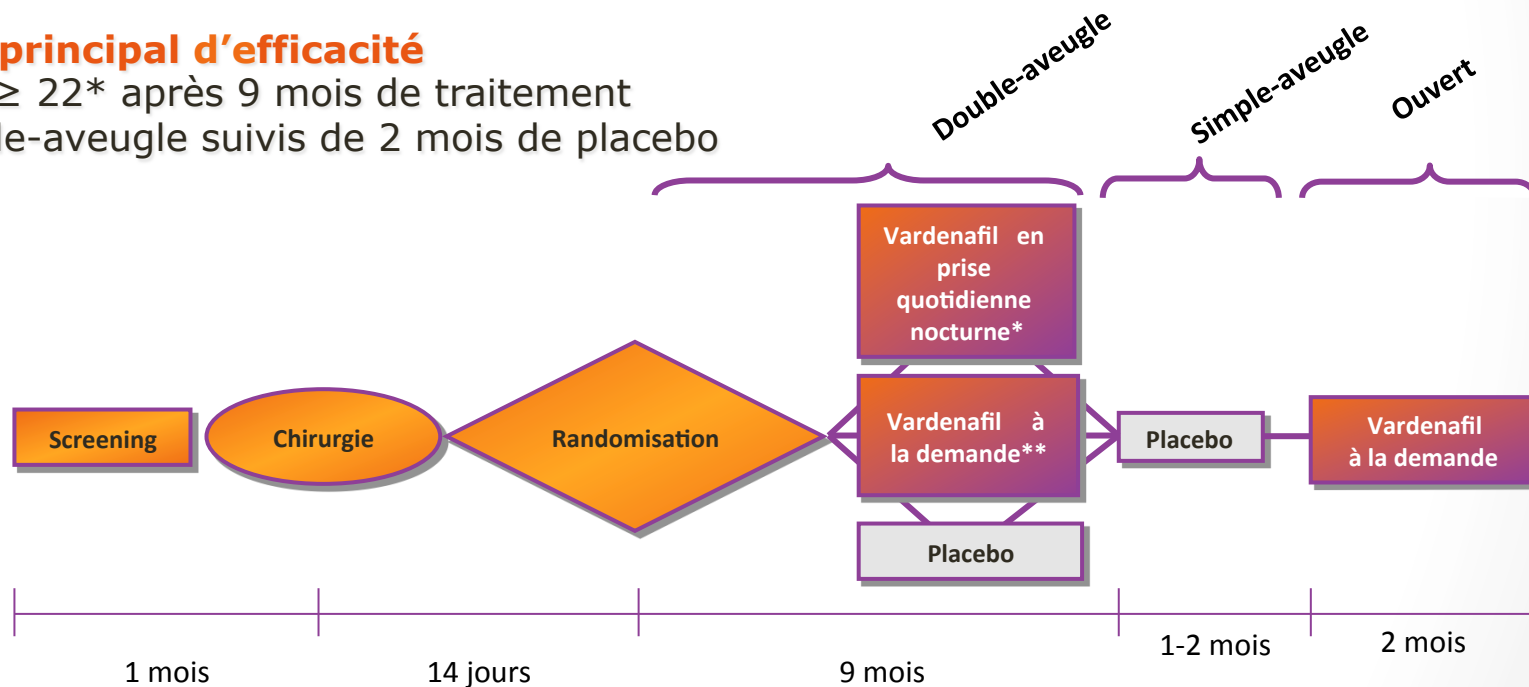 principal d'efficacité
≥ 22* après 9 mois de traitement
le-aveugle suivis de 2 mois de placebo
Double-aveugle
Simple-aveugle
Ouvert
Vardenafil en
prise
quotidienne
nocturne*
Screening
Chirurgie
Randomisation
Vardenafil à
la demande**
Placebo
Placebo
Vardenafil
à la demande
1 mois
14 jours
9 mois
1-2 mois
2 mois